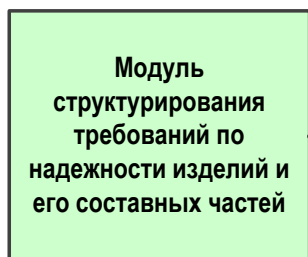 Модуль
структурирования
требований по
надежности изделий и
его составных частей